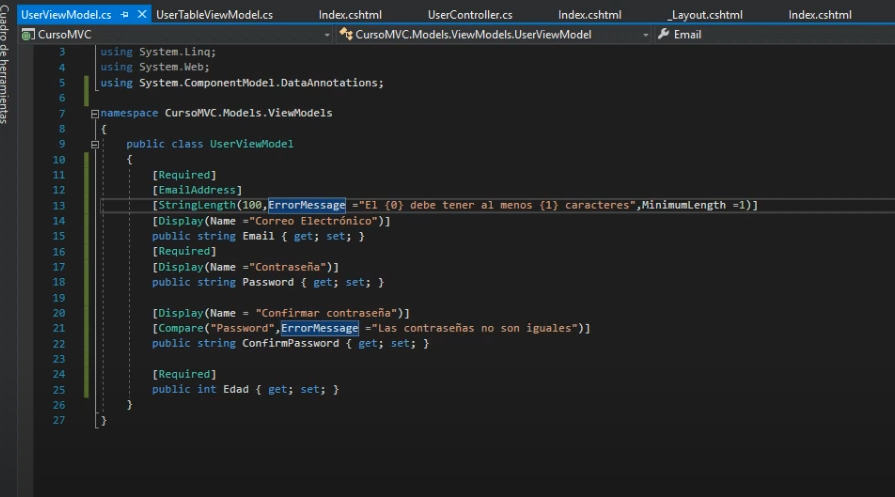 Cuadro de herramientas
UserViewModel.cs UserTableViewModel.cs Index.cshtml UserController.cs Index.cshtml _Layout.cshtml Index.cshtml
CursoMVC CursoMVC.Models.ViewModels.UserViewModel Email
3 using System.Linq;
4 using System.Web;
5 using System.ComponentModel.DataAnnotations;
6
7 namespace CursoMVC.Models.ViewModels
8 {
9 public class UserViewModel
10 {
11 [Required]
12 [EmailAddress]
13 [StringLength(100,ErrorMessage ="El {0} debe tener al menos {1} caracteres",MinimumLength =1)]
14 [Display(Name ="Correo Electrónico")]
15 public string Email { get; set; }
16 [Required]
17 [Display(Name ="Contraseña")]
18 public string Password { get; set; }
19
20 [Display(Name = "Confirmar contraseña")]
21 [Compare("Password",ErrorMessage ="Las contraseñas no son iguales")]
22 public string ConfirmPassword { get; set; }
23
24 [Required]
25 public int Edad { get; set; }
26 }
27 }